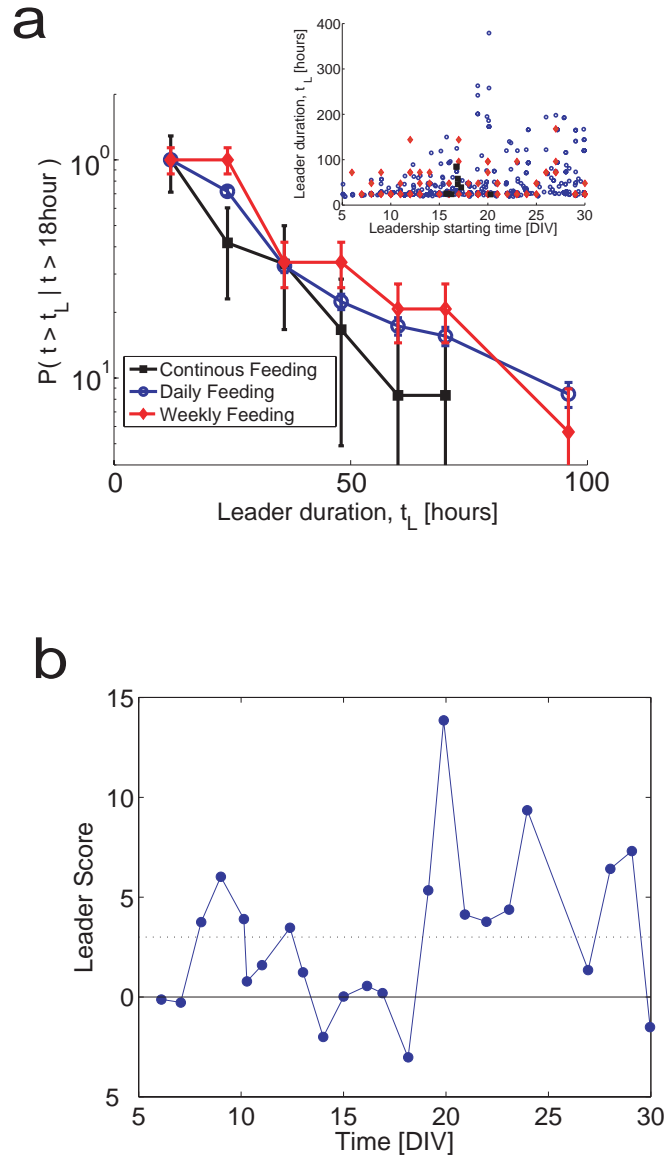 a
P( t > t_L | t > 18hour )
10^0
10^1
0
50
100
Leader duration, t_L [hours]
Continous Feeding
Daily Feeding
Weekly Feeding
Leader duration, t_L [hours]
400
300
200
100
0
5
10
15
20
25
30
Leadership starting time [DIV]
b
Leader Score
15
10
5
0
5
5
10
15
20
25
30
Time [DIV]